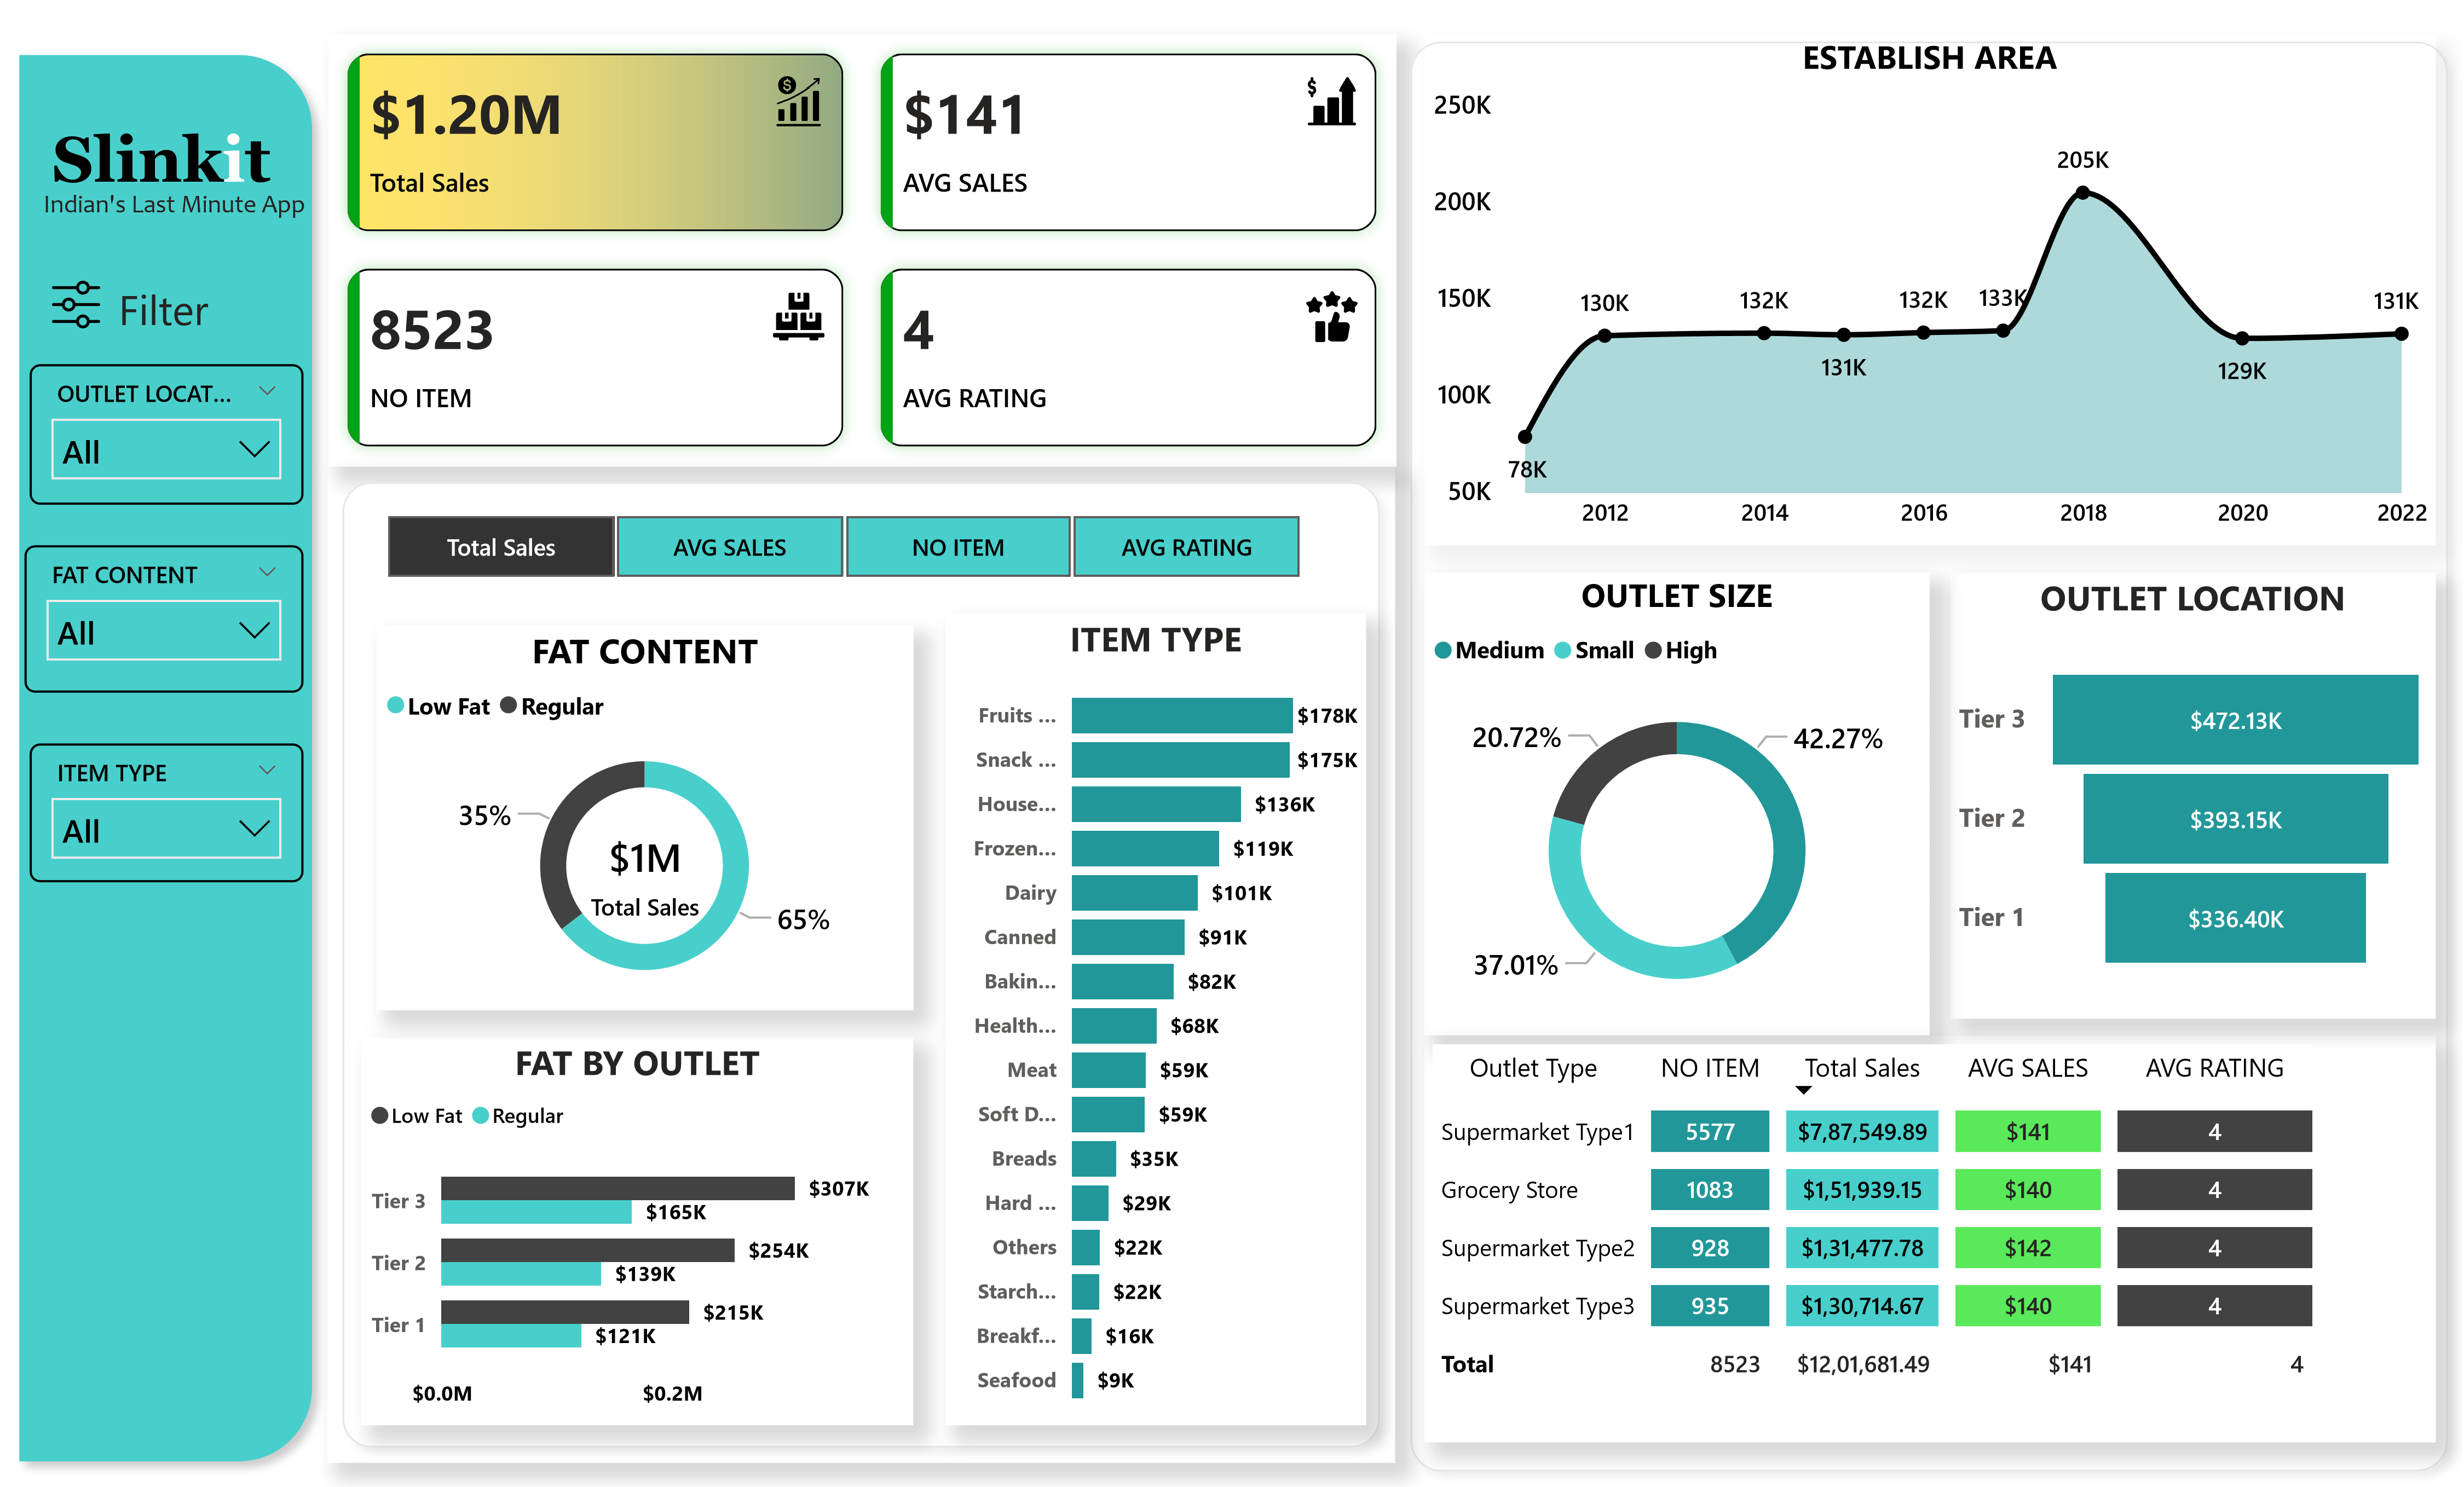 Slinkit
Indian's Last Minute App
Filter
OUTLET LOCAT...
All
FAT CONTENT
All
ITEM TYPE
All
$1.20M
Total Sales
$141
AVG SALES
8523
NO ITEM
4
AVG RATING
Total Sales AVG SALES NO ITEM AVG RATING
FAT CONTENT
Low Fat Regular
35%
$1M
Total Sales
65%
FAT BY OUTLET
Low Fat Regular
Tier 3 $307K
$165K
Tier 2 $254K
$139K
Tier 1 $215K
$121K
$0.0M $0.2M
ITEM TYPE
Fruits ... $178K
Snack ... $175K
House... $136K
Frozen... $119K
Dairy $101K
Canned $91K
Bakin... $82K
Health... $68K
Meat $59K
Soft D... $59K
Breads $35K
Hard ... $29K
Others $22K
Starch... $22K
Breakf... $16K
Seafood $9K
ESTABLISH AREA
250K
200K
150K
100K
50K
78K
130K
132K
131K
132K
133K
205K
129K
131K
2012 2014 2016 2018 2020 2022
OUTLET SIZE
Medium Small High
20.72% 42.27%
37.01%
OUTLET LOCATION
Tier 3 $472.13K
Tier 2 $393.15K
Tier 1 $336.40K
Outlet Type NO ITEM Total Sales AVG SALES AVG RATING
Supermarket Type1 5577 $7,87,549.89 $141 4
Grocery Store 1083 $1,51,939.15 $140 4
Supermarket Type2 928 $1,31,477.78 $142 4
Supermarket Type3 935 $1,30,714.67 $140 4
Total 8523 $12,01,681.49 $141 4